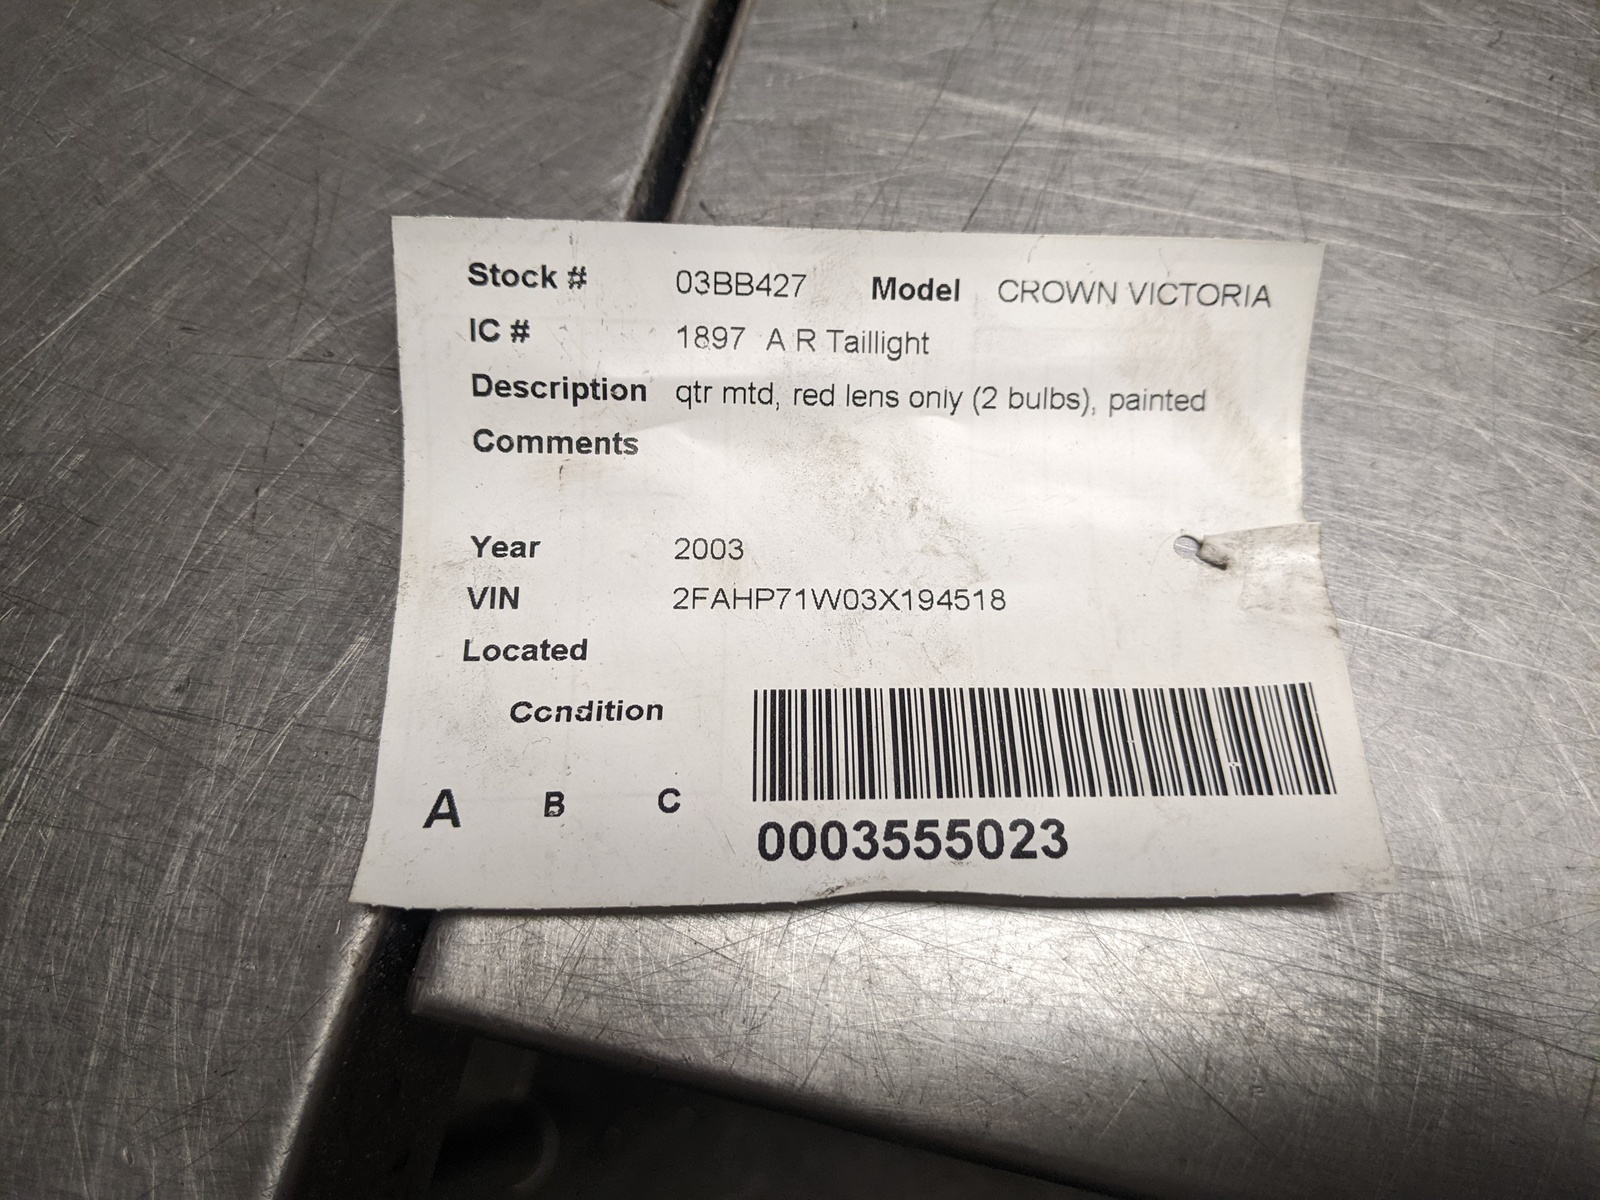 Stock # 03BB427 Model CROWN VICTORIA
IC # 1897 A R Taillight
Description qtr mtd, red lens only (2 bulbs), painted
Comments
Year 2003
VIN 2FAHP71W03X194518
Located
Condition
A B C
0003555023